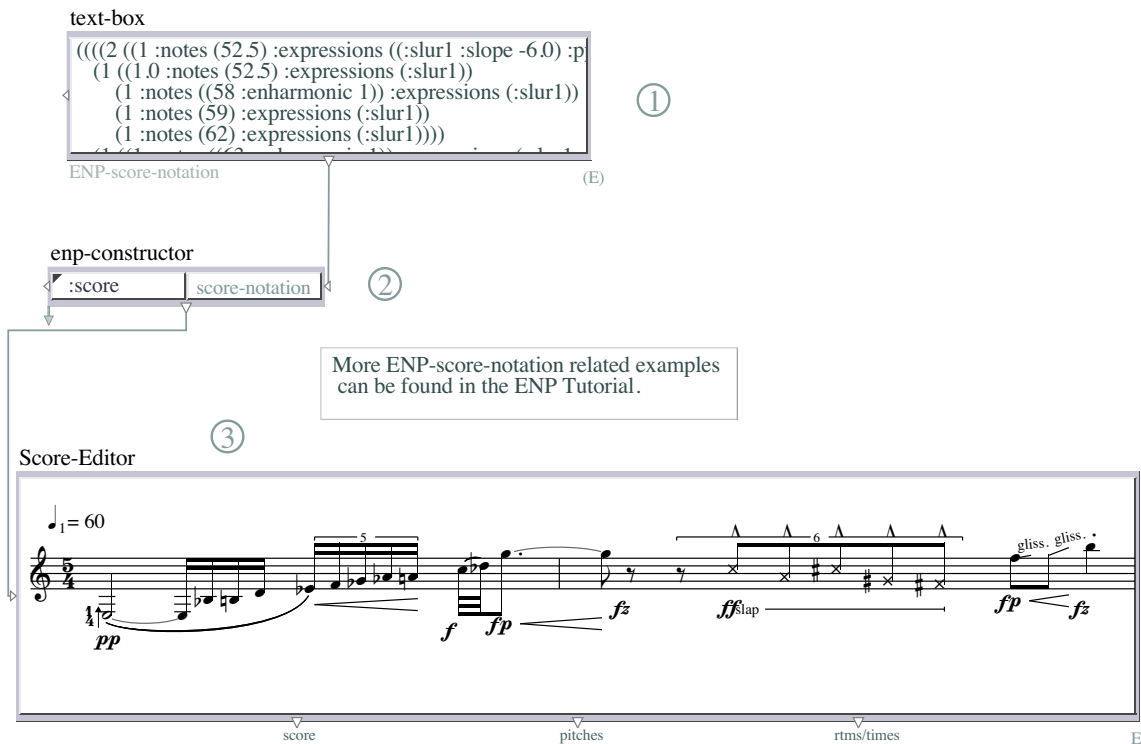 text-box
((((2 ((1 :notes (52.5) :expressions ((:slur1 :slope -6.0) :p
(1 ((1.0 :notes (52.5) :expressions (:slur1))
(1 :notes ((58 :enharmonic 1)) :expressions (:slur1))
(1 :notes (59) :expressions (:slur1))
(1 :notes (62) :expressions (:slur1))))
1
ENP-score-notation
(E)
enp-constructor
:score score-notation
2
More ENP-score-notation related examples
can be found in the ENP Tutorial.
3
Score-Editor
1= 60
5 6
gliss. gliss.
5
4
1
4
pp f fp fz ff slap fp fz
score pitches rtms/times E